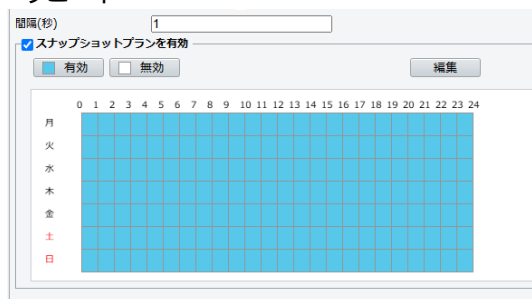 間隔(秒) 1
スナップショットプランを有効
有効 無効 編集
0 1 2 3 4 5 6 7 8 9 10 11 12 13 14 15 16 17 18 19 20 21 22 23 24
月
火
水
木
金
土
日